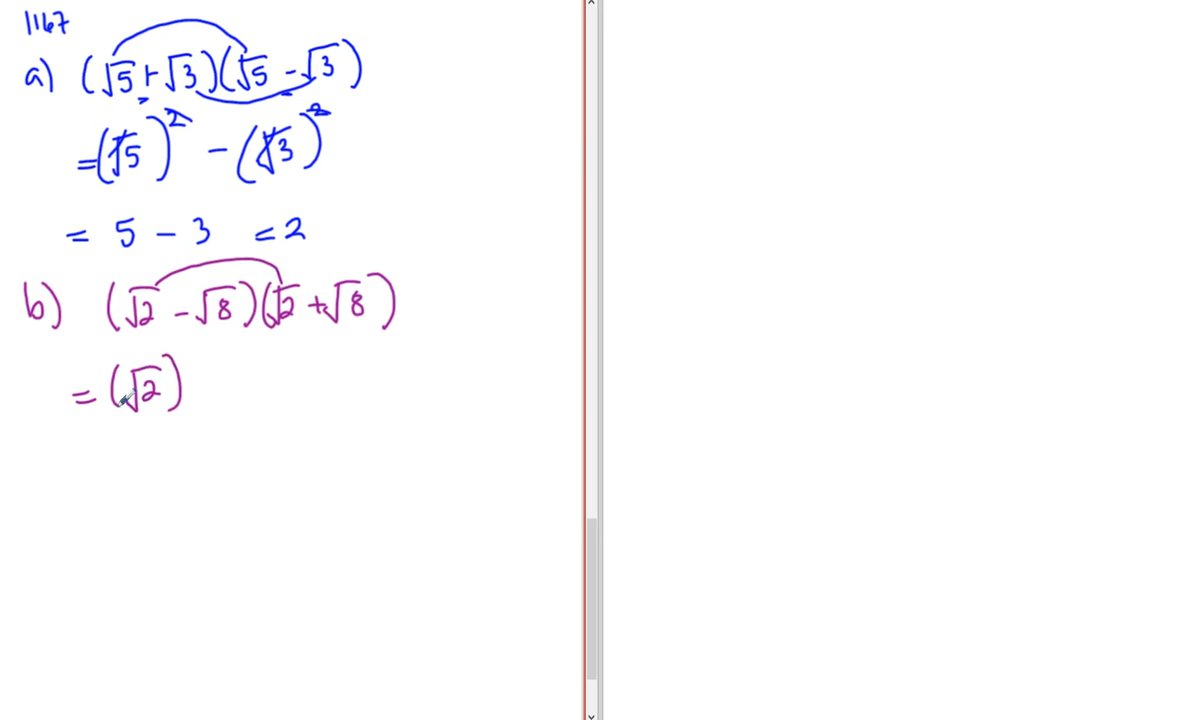 1167
a) (√5+√3)(√5-√3)
=(√5)² - (√3)²
= 5 - 3 = 2
b) (√2 -√8)(√2 +√8)
= (√2)